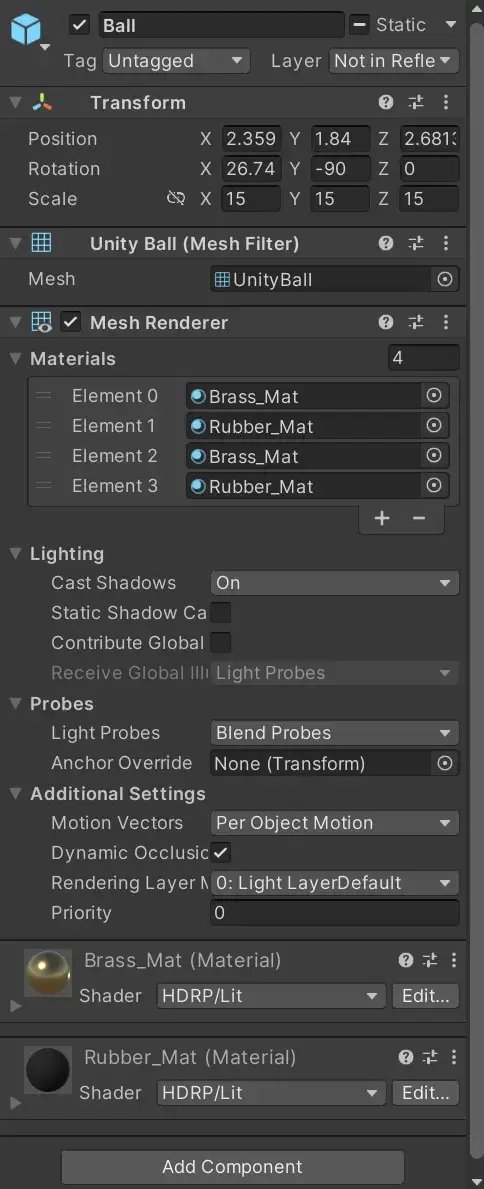 Ball
Static
Tag Untagged Layer Not in Refle
Transform
Position X 2.359 Y 1.84 Z 2.6813
Rotation X 26.74 Y -90 Z 0
Scale X 15 Y 15 Z 15
Unity Ball (Mesh Filter)
Mesh UnityBall
Mesh Renderer
Materials 4
Element 0 Brass_Mat
Element 1 Rubber_Mat
Element 2 Brass_Mat
Element 3 Rubber_Mat
Lighting
Cast Shadows On
Static Shadow Ca
Contribute Global
Receive Global Illu Light Probes
Probes
Light Probes Blend Probes
Anchor Override None (Transform)
Additional Settings
Motion Vectors Per Object Motion
Dynamic Occlusic
Rendering Layer M 0: Light LayerDefault
Priority 0
Brass_Mat (Material)
Shader HDRP/Lit Edit...
Rubber_Mat (Material)
Shader HDRP/Lit Edit...
Add Component